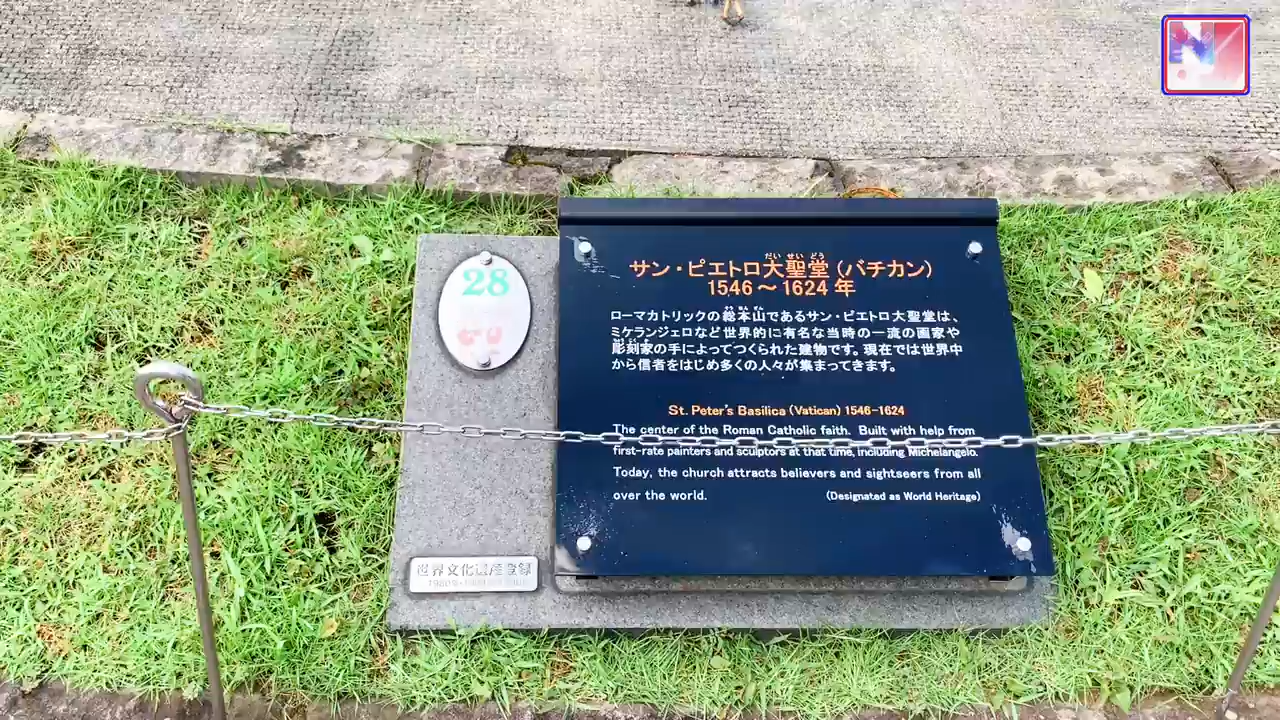 28
サン・ピエトロ大聖堂(バチカン)
1546~1624年
ローマカトリックの総本山であるサン・ピエトロ大聖堂は、
ミケランジェロなど世界的に有名な当時の一流の画家や
彫刻家の手によってつくられた建物です。現在では世界中
から信者をはじめ多くの人々が集まってきます。
St. Peter's Basilica (Vatican) 1546-1624
The center of the Roman Catholic faith. Built with help from
first-rate painters and sculptors at that time, including Michelangelo.
Today, the church attracts believers and sightseers from all
over the world.
(Designated as World Heritage)
世界文化遺産登録